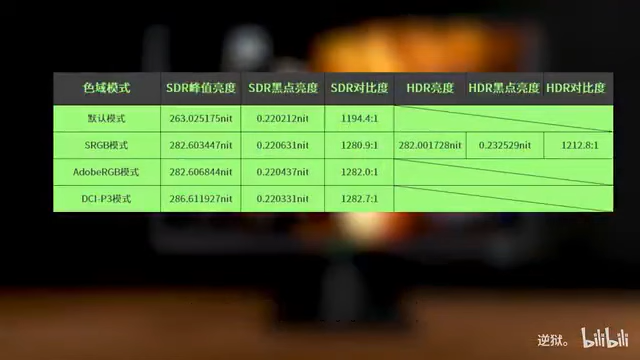 色域模式 SDR峰值亮度 SDR黑点亮度 SDR对比度 HDR亮度 HDR黑点亮度 HDR对比度
默认模式 263.025175nit 0.220212nit 1194.4:1
SRGB模式 282.603447nit 0.220631nit 1280.9:1 282.001728nit 0.232529nit 1212.8:1
AdobeRGB模式 282.606844nit 0.220437nit 1282.0:1
DCI-P3模式 286.611927nit 0.220331nit 1282.7:1
逆狱。 bilibili